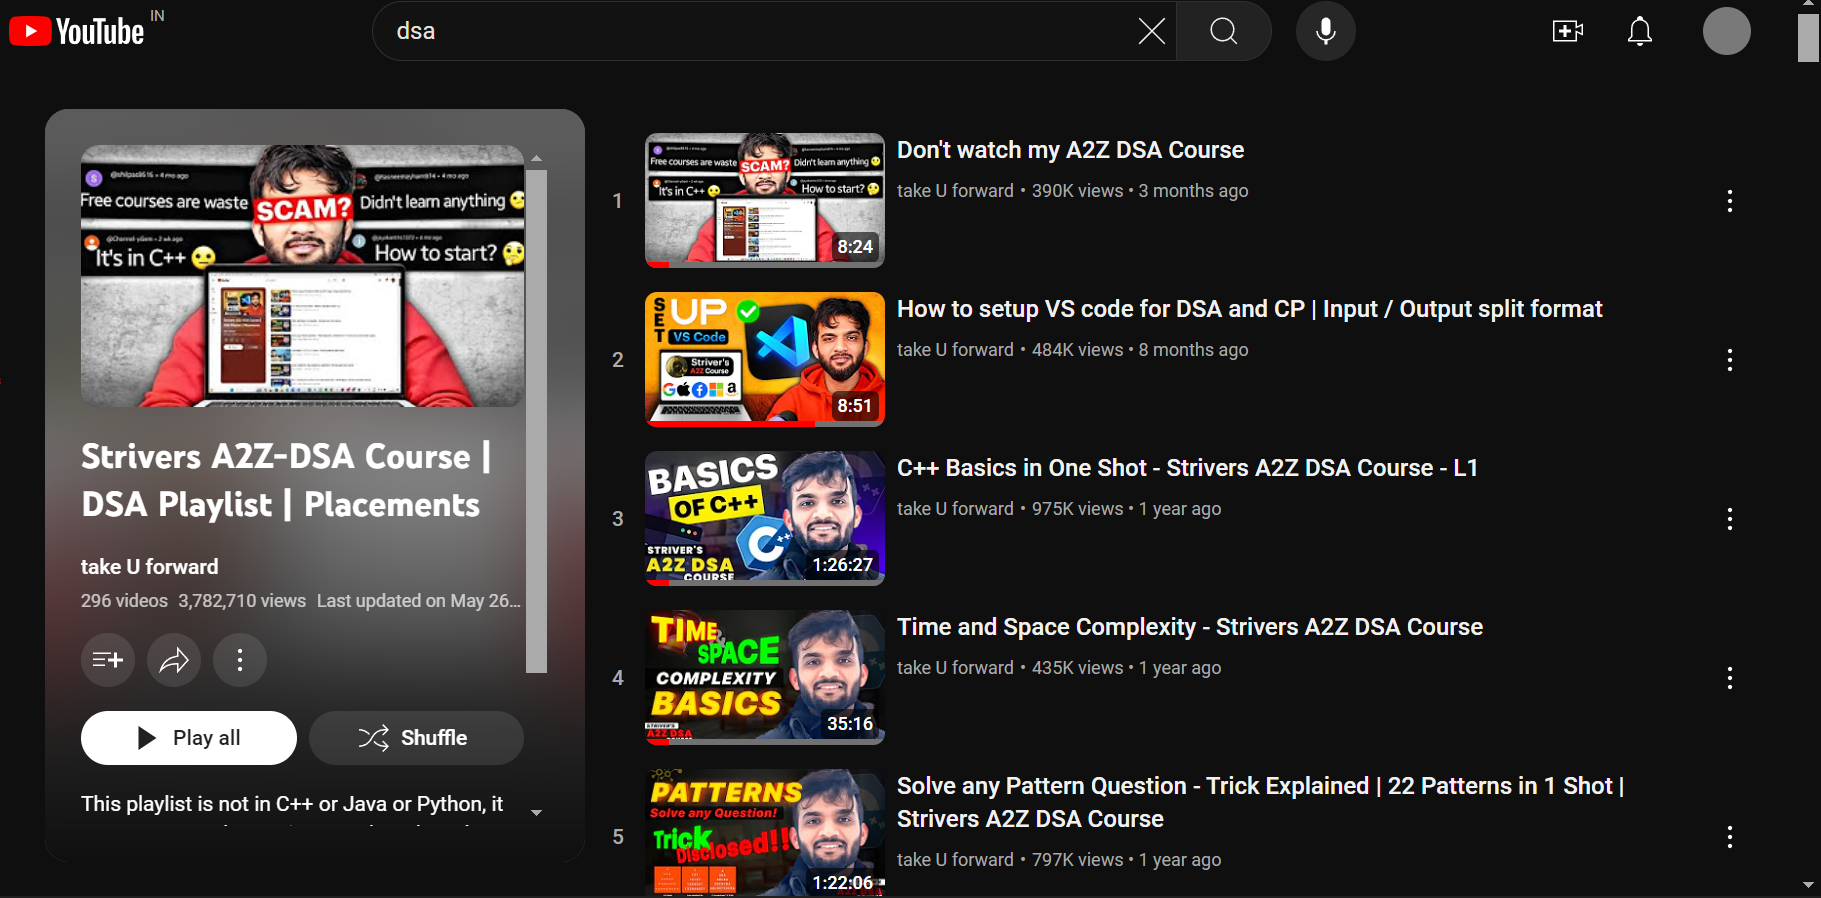 YouTube IN
dsa
@shilpac8616 • 4 mo ago
Free courses are waste
SCAM?
Didn't learn anything
It's in C++
How to start?
Strivers A2Z-DSA Course |
DSA Playlist | Placements
take U forward
296 videos 3,782,710 views Last updated on May 26...
Play all
Shuffle
This playlist is not in C++ or Java or Python, it
1
Free courses are waste
SCAM?
Didn't learn anything
It's in C++
How to start?
8:24
Don't watch my A2Z DSA Course
take U forward • 390K views • 3 months ago
2
SET UP
VS Code
Striver's
A2Z Course
8:51
How to setup VS code for DSA and CP | Input / Output split format
take U forward • 484K views • 8 months ago
3
BASICS
OF C++
STRIVER'S
A2Z DSA
COURSE
1:26:27
C++ Basics in One Shot - Strivers A2Z DSA Course - L1
take U forward • 975K views • 1 year ago
4
TIME &
SPACE
COMPLEXITY
BASICS
STRIVER'S
A2Z DSA
35:16
Time and Space Complexity - Strivers A2Z DSA Course
take U forward • 435K views • 1 year ago
5
PATTERNS
Solve any Question!
Trick
Disclosed!!
1:22:06
Solve any Pattern Question - Trick Explained | 22 Patterns in 1 Shot |
Strivers A2Z DSA Course
take U forward • 797K views • 1 year ago